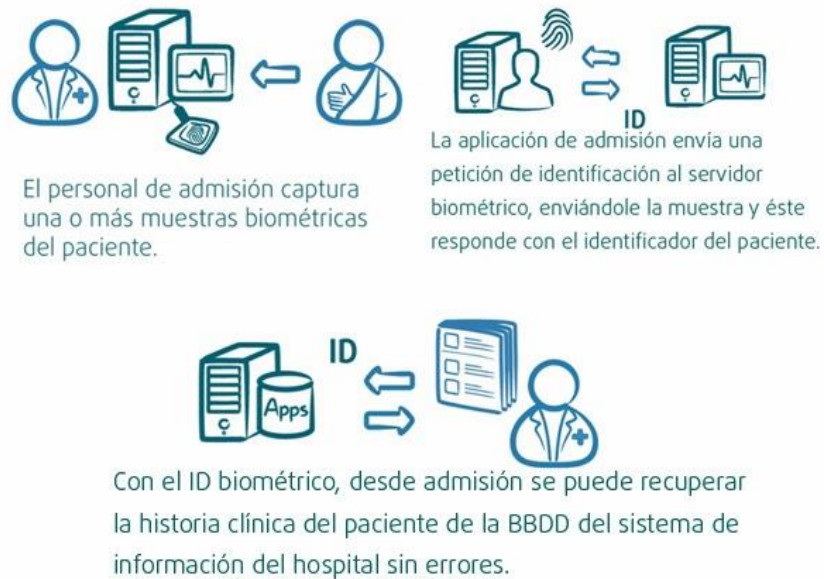 El personal de admisión captura
una o más muestras biométricas
del paciente.
ID
La aplicación de admisión envía una
petición de identificación al servidor
biométrico, enviándole la muestra y éste
responde con el identificador del paciente.
ID
Apps
Con el ID biométrico, desde admisión se puede recuperar
la historia clínica del paciente de la BBDD del sistema de
información del hospital sin errores.